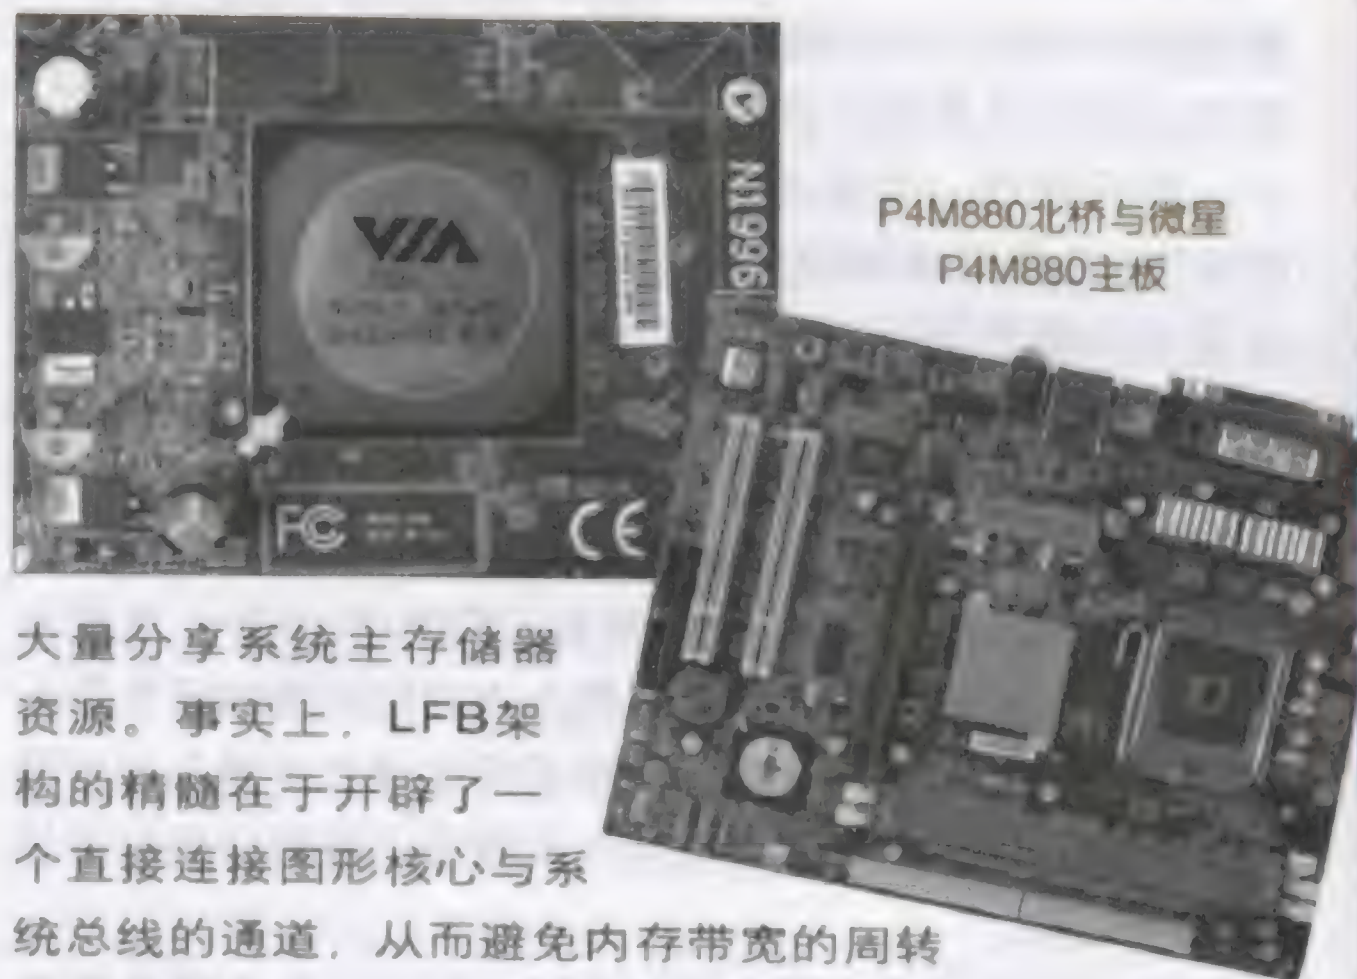 VIA
9991N
FC
CE
P4M880北桥与微星
P4M880主板
大量分享系统主存储器
资源。事实上，LFB架
构的精髓在于开辟了一
个直接连接图形核心与系
统总线的通道，从而避免内存带宽的周转